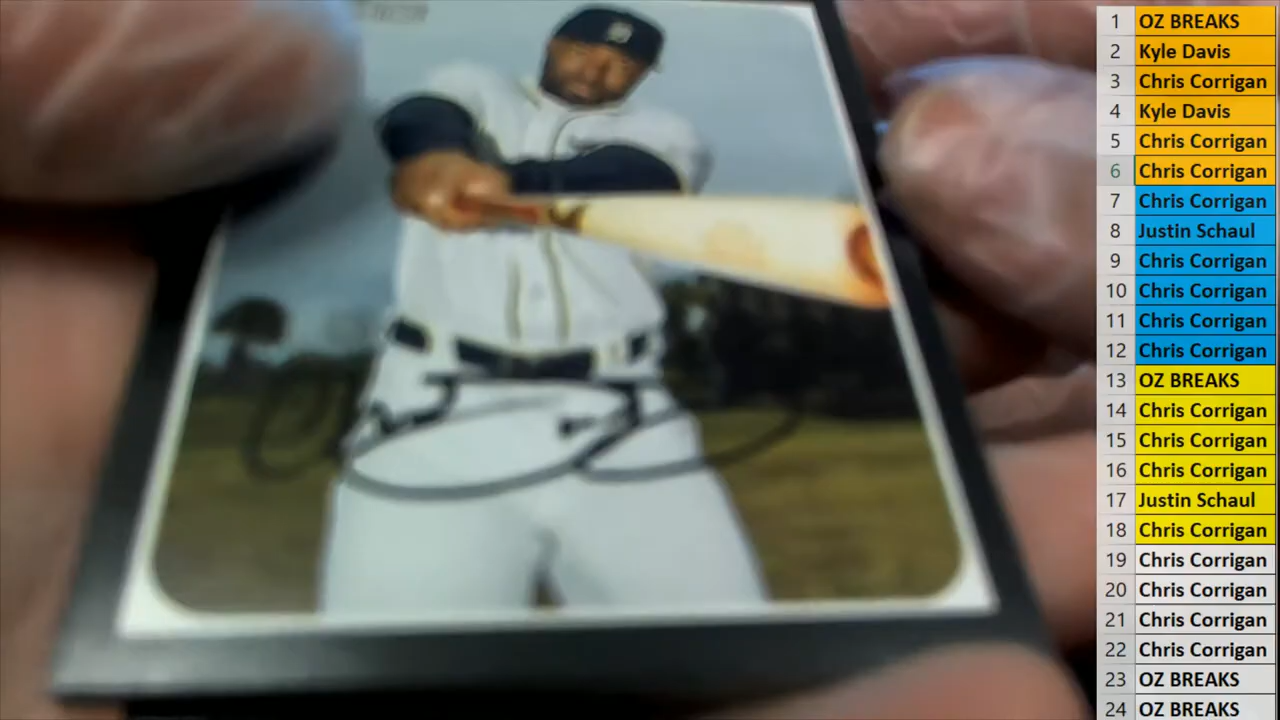 1 OZ BREAKS
2 Kyle Davis
3 Chris Corrigan
4 Kyle Davis
5 Chris Corrigan
6 Chris Corrigan
7 Chris Corrigan
8 Justin Schaul
9 Chris Corrigan
10 Chris Corrigan
11 Chris Corrigan
12 Chris Corrigan
13 OZ BREAKS
14 Chris Corrigan
15 Chris Corrigan
16 Chris Corrigan
17 Justin Schaul
18 Chris Corrigan
19 Chris Corrigan
20 Chris Corrigan
21 Chris Corrigan
22 Chris Corrigan
23 OZ BREAKS
24 OZ BREAKS